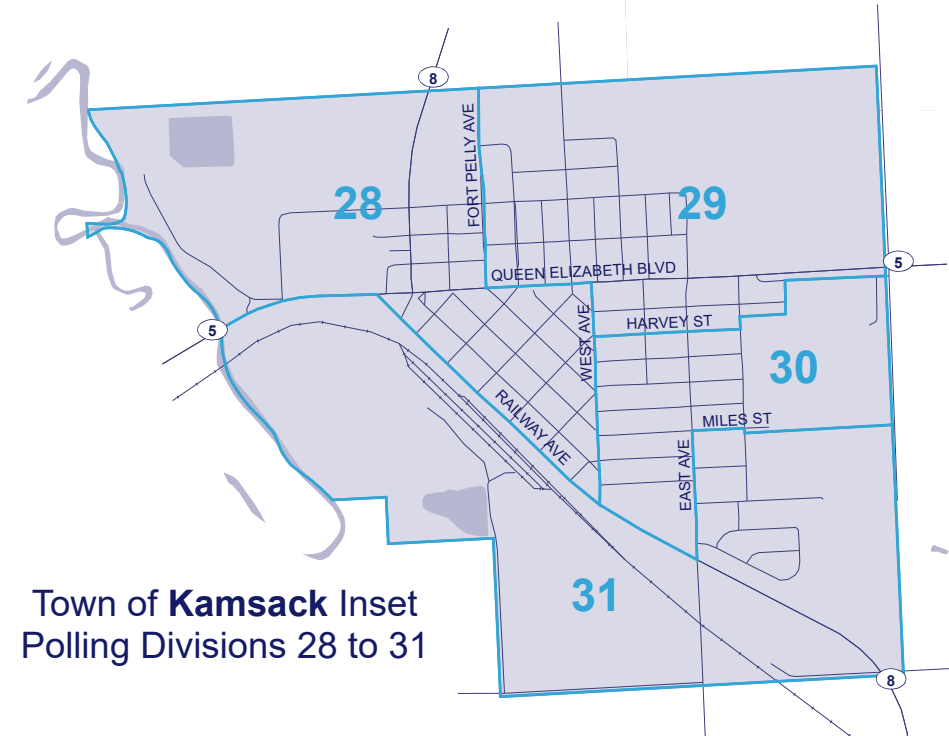 8
FORT PELLY AVE
28
29
QUEEN ELIZABETH BLVD
5
5
WEST AVE
HARVEY ST
30
RAILWAY AVE
MILES ST
EAST AVE
31
Town of Kamsack Inset
Polling Divisions 28 to 31
8